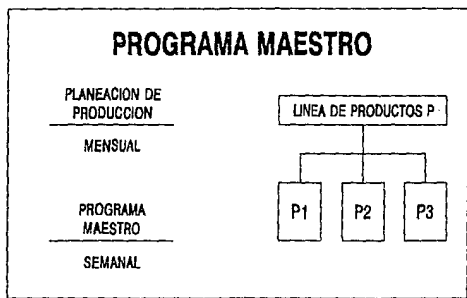 PROGRAMA MAESTRO
PLANEACION DE
PRODUCCION
MENSUAL
LINEA DE PRODUCTOS P
P1 P2 P3
PROGRAMA
MAESTRO
SEMANAL